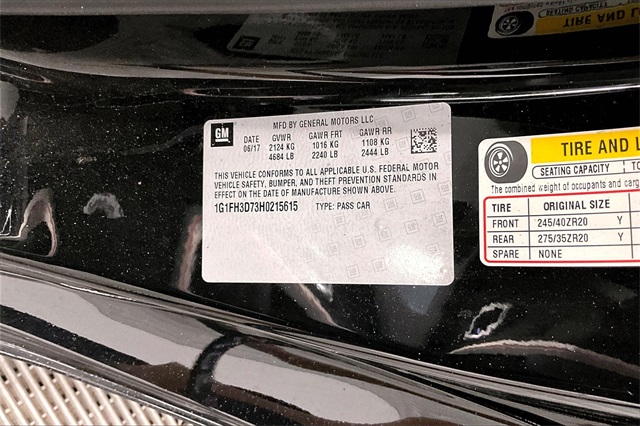 GM
MFD BY GENERAL MOTORS LLC
DATE GVWR GAWR FRT GAWR RR
06/17 2124 KG 1016 KG 1108 KG
4684 LB 2240 LB 2444 LB
THIS VEHICLE CONFORMS TO ALL APPLICABLE U.S. FEDERAL MOTOR
VEHICLE SAFETY, BUMPER, AND THEFT PREVENTION STANDARDS IN
EFFECT ON THE DATE OF MANUFACTURE SHOWN ABOVE.
1G1FH3D73H0215615 TYPE: PASS CAR
TIRE AND L
SEATING CAPACITY TO
The combined weight of occupants and carg
TIRE ORIGINAL SIZE
FRONT 245/40ZR20 Y
REAR 275/35ZR20 Y
SPARE NONE